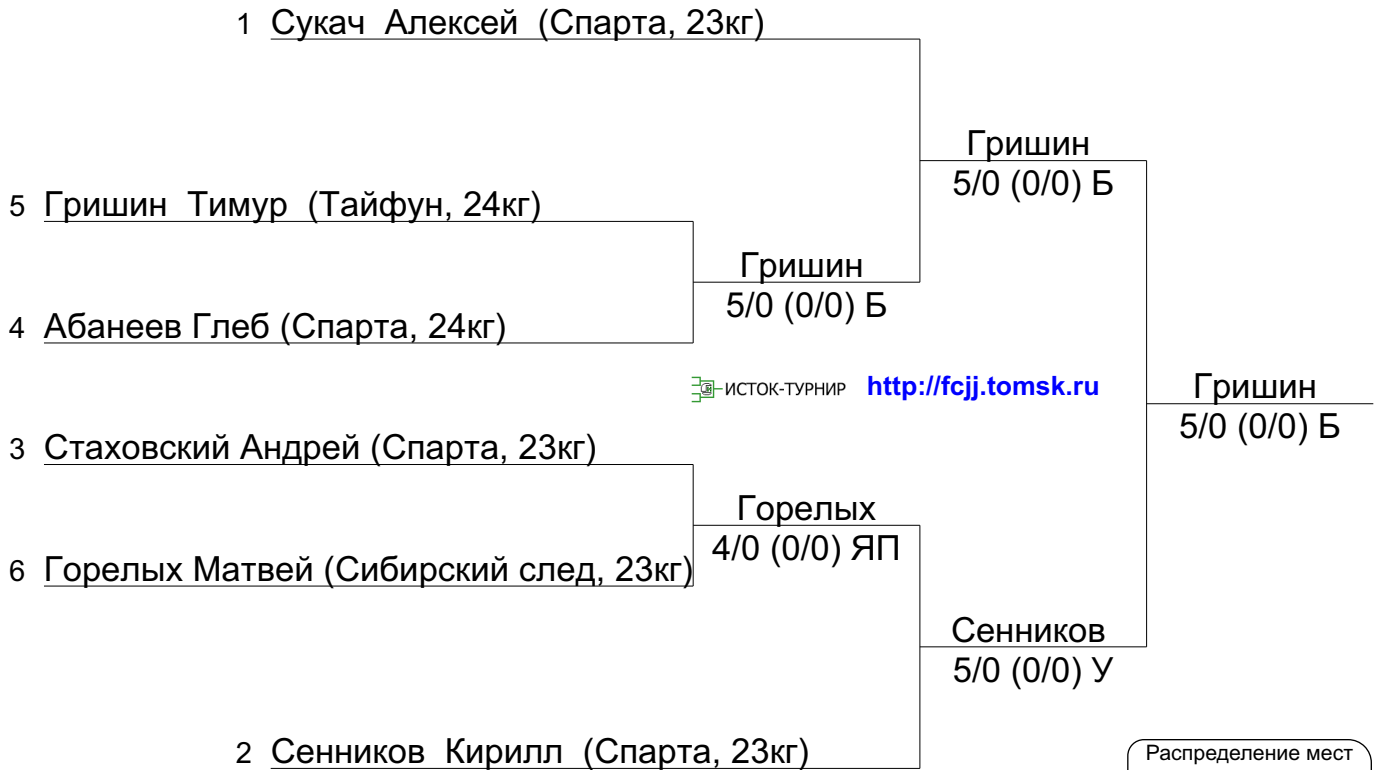 1 Сукач Алексей (Спарта, 23кг)
Гришин
5/0 (0/0) Б
5 Гришин Тимур (Тайфун, 24кг)
Гришин
5/0 (0/0) Б
4 Абанеев Глеб (Спарта, 24кг)
ИСТОК-ТУРНИР http://fcjj.tomsk.ru
Гришин
5/0 (0/0) Б
3 Стаховский Андрей (Спарта, 23кг)
Горелых
4/0 (0/0) ЯП
6 Горелых Матвей (Сибирский след, 23кг)
Сенников
5/0 (0/0) У
2 Сенников Кирилл (Спарта, 23кг)
Распределение мест